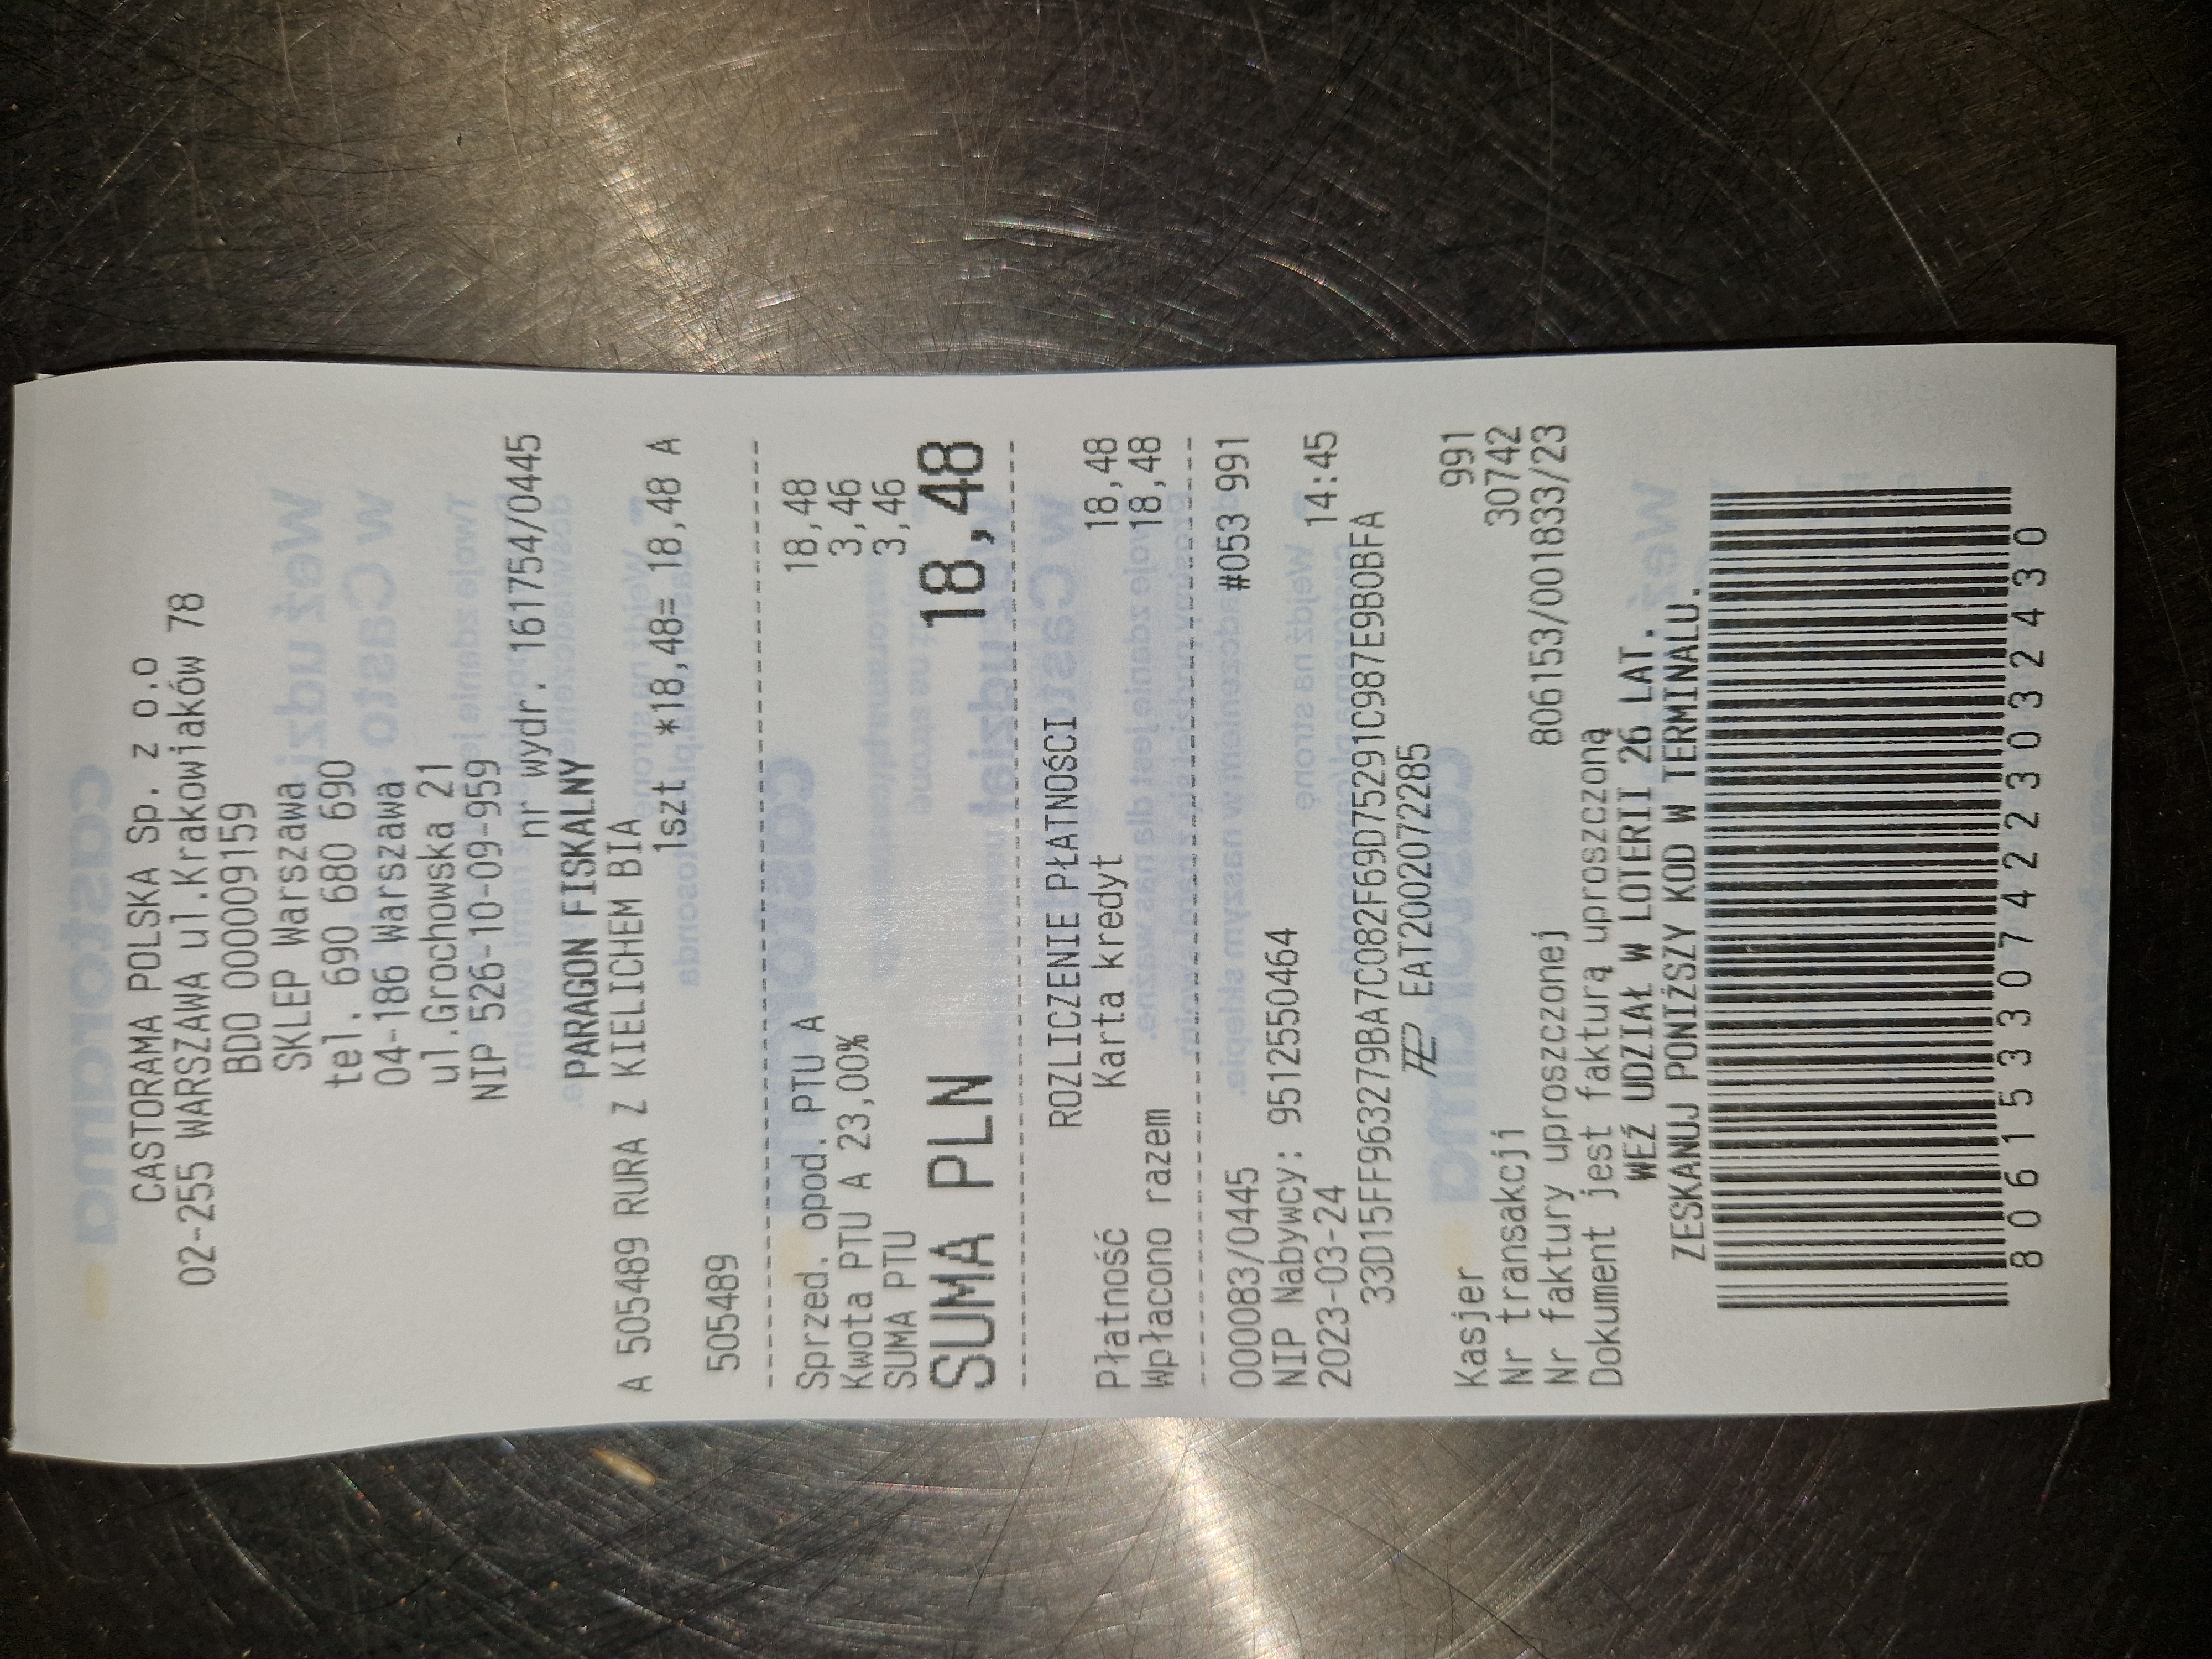 CASTORAMA POLSKA Sp. z o.o
02-255 WARSZAWA ul.Krakowiaków 78
BDO 000009159
SKLEP Warszawa
tel. 690 680 690
04-186 Warszawa
ul.Grochowska 21
NIP 526-10-09-959
nr wydr. 161754/0445
PARAGON FISKALNY
A 505489 RURA Z KIELICHEM BIA
1szt *18,48= 18,48 A
505489
Sprzed. opod. PTU A 18,48
Kwota PTU A 23,00% 3,46
SUMA PTU 3,46
SUMA PLN 18,48
ROZLICZENIE PŁATNOŚCI
Płatność Karta kredyt 18,48
Wpłacono razem 18,48
000083/0445 #053 991
NIP Nabywcy: 9512550464
2023-03-24 14:45
33D15FF963279BA7C082F69D75291C987E9B0BFA
EAT2002072285
Kasjer 991
Nr transakcji 30742
Nr faktury uproszczonej 806153/001833/23
Dokument jest fakturą uproszczoną
WEŹ UDZIAŁ W LOTERII 26 LAT.
ZESKANUJ PONIŻSZY KOD W TERMINALU.
8061533074223032430